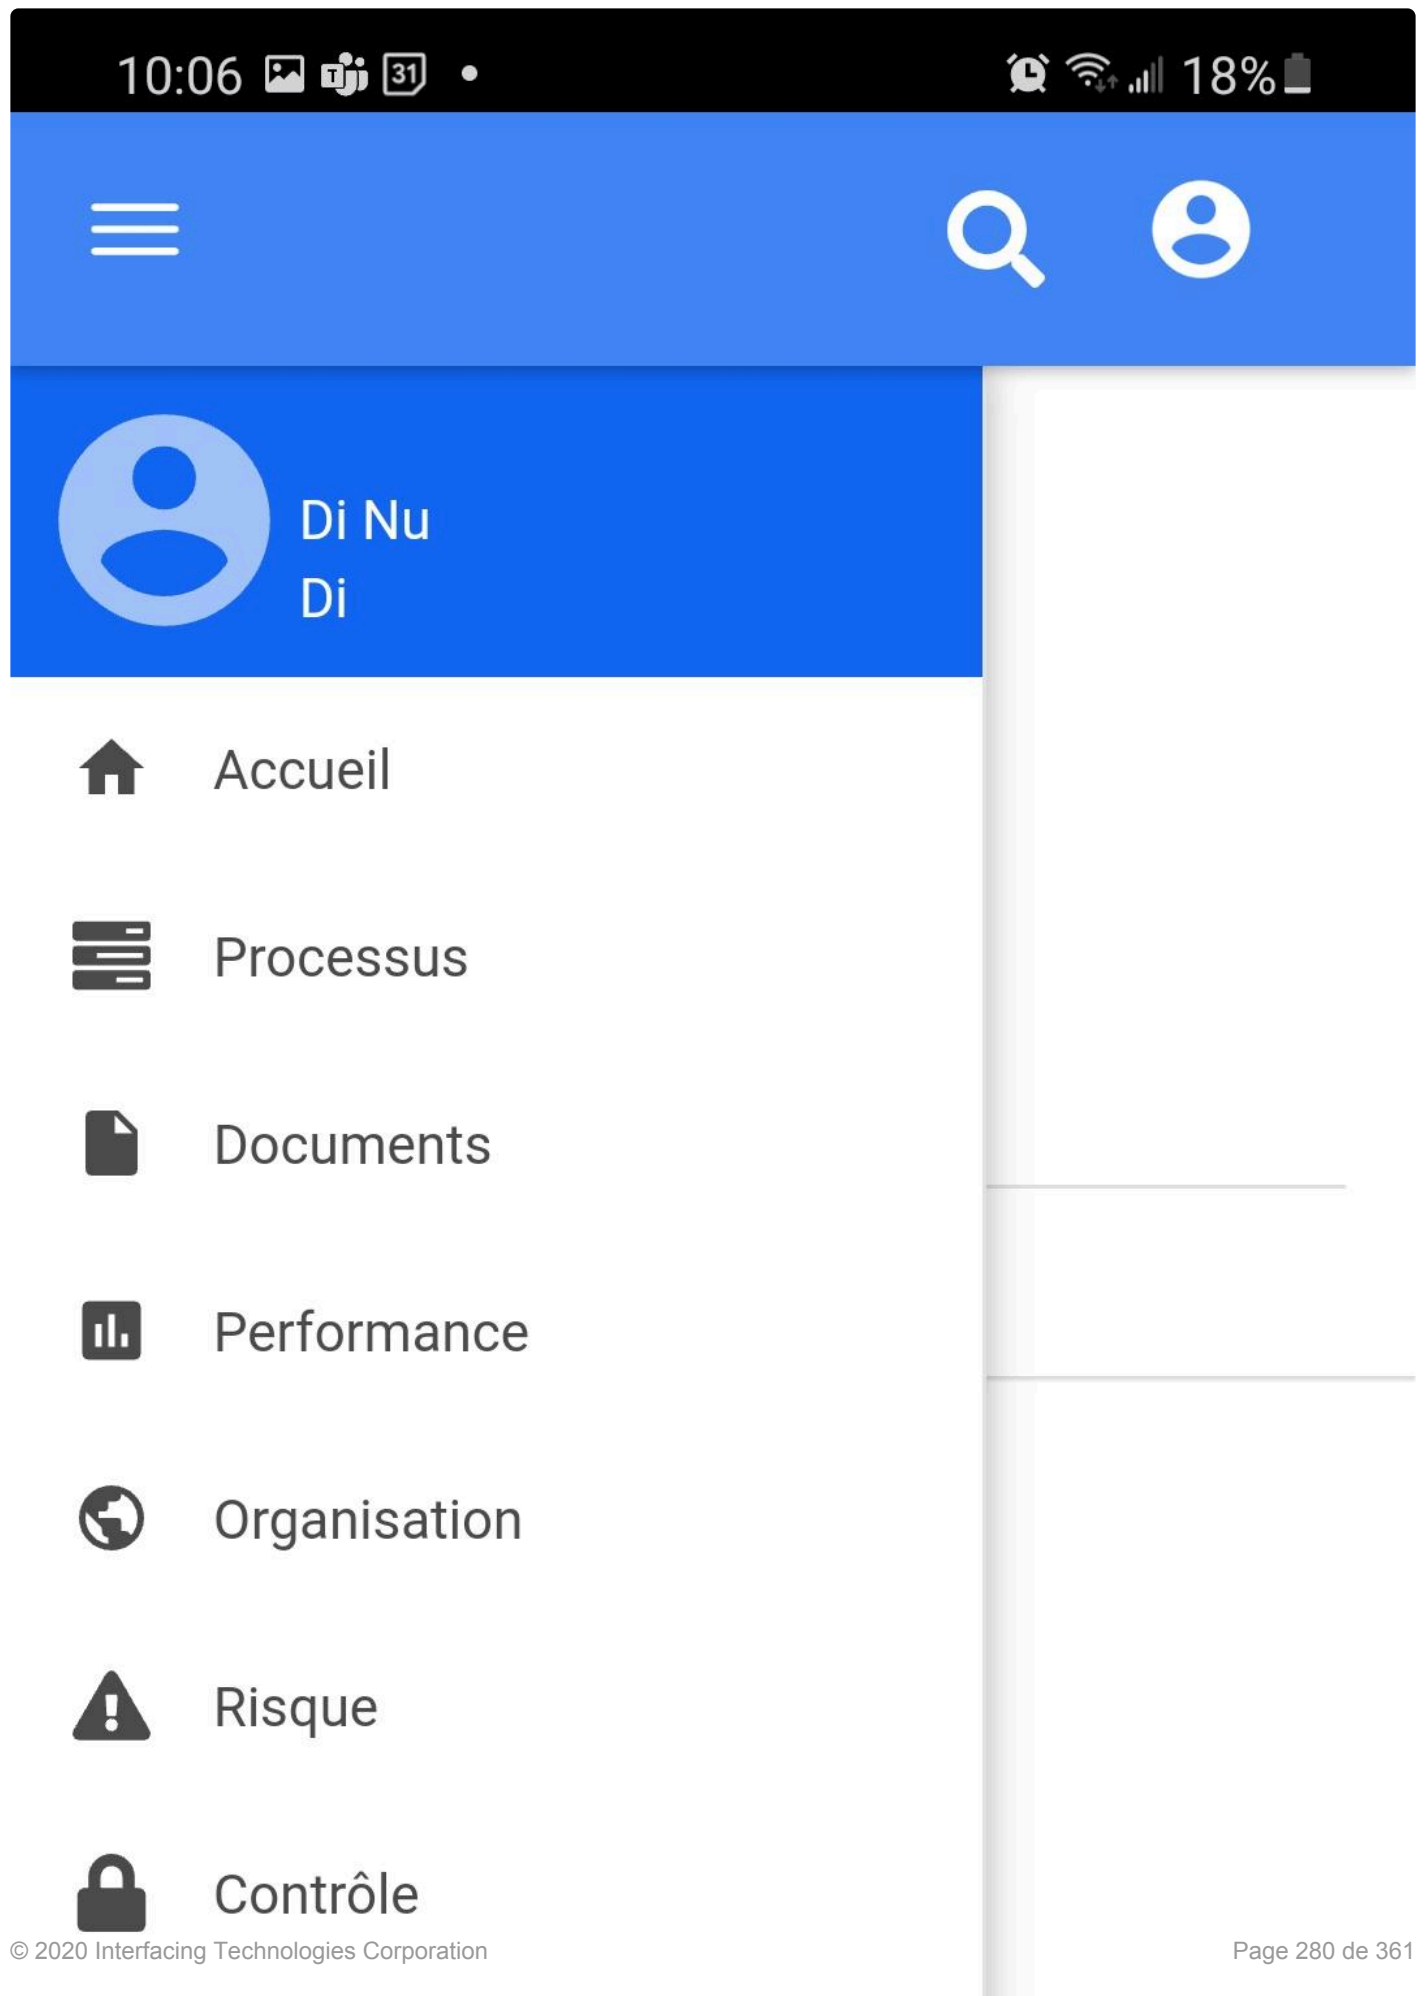 10:06 T 31 18%
Di Nu
Di
Accueil
Processus
Documents
Performance
Organisation
Risque
Contrôle
© 2020 Interfacing Technologies Corporation Page 280 de 361